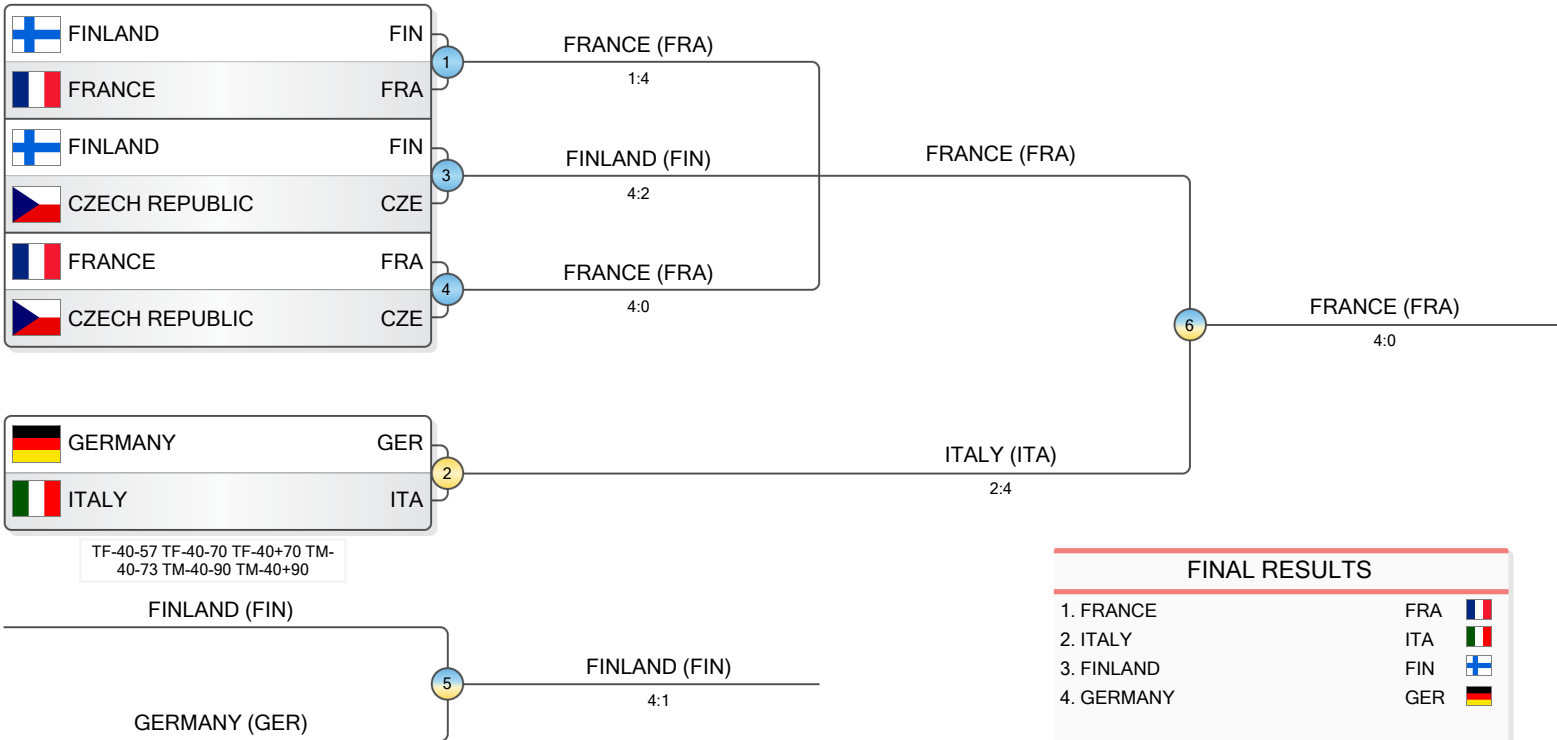 FINLAND FIN
FRANCE FRA
FINLAND FIN
CZECH REPUBLIC CZE
FRANCE FRA
CZECH REPUBLIC CZE
1
3
4
FRANCE (FRA)
1:4
FINLAND (FIN)
4:2
FRANCE (FRA)
4:0
FRANCE (FRA)
6
FRANCE (FRA)
4:0
GERMANY GER
ITALY ITA
2
ITALY (ITA)
2:4
TF-40-57 TF-40-70 TF-40+70 TM-
40-73 TM-40-90 TM-40+90
FINLAND (FIN)
GERMANY (GER)
5
FINLAND (FIN)
4:1
FINAL RESULTS
1. FRANCE FRA
2. ITALY ITA
3. FINLAND FIN
4. GERMANY GER